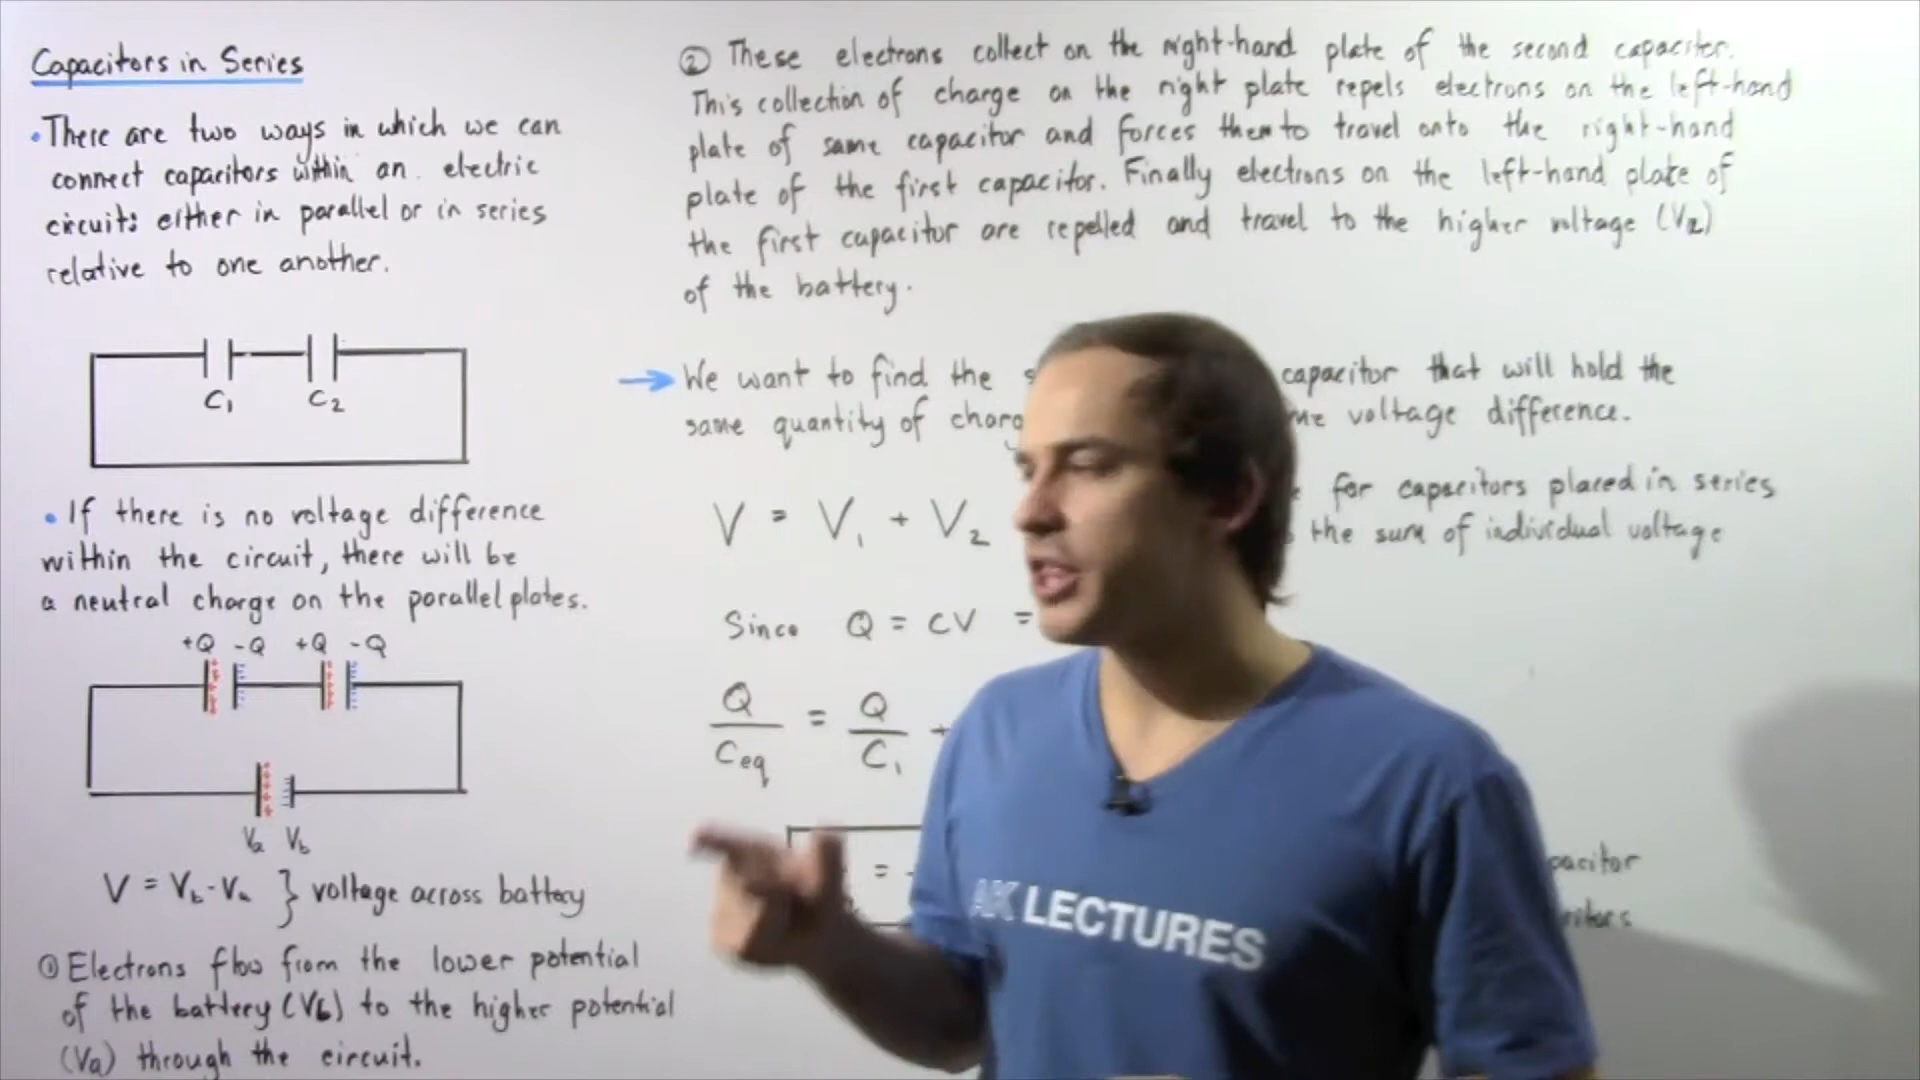 Capacitors in Series
• There are two ways in which we can
connect capacitors within an electric
circuit: either in parallel or in series
relative to one another.
C₁ C₂
• If there is no voltage difference
within the circuit, there will be
a neutral charge on the parallel plates.
+Q -Q +Q -Q
Va Vb
V = Vb - Va } voltage across battery
① Electrons flow from the lower potential
of the battery (Vb) to the higher potential
(Va) through the circuit.
② These electrons collect on the right-hand plate of the second capacitor.
This collection of charge on the right plate repels electrons on the left-hand
plate of same capacitor and forces them to travel onto the right-hand
plate of the first capacitor. Finally electrons on the left-hand plate of
the first capacitor are repelled and travel to the higher voltage (V₂)
of the battery.
→ We want to find the capacitor that will hold the
same quantity of voltage difference.
V = V₁ + V₂ for capacitors placed in series
the sum of individual voltage
Since Q = CV =
Q/Ceq = Q/C₁ +
=
AK LECTURES